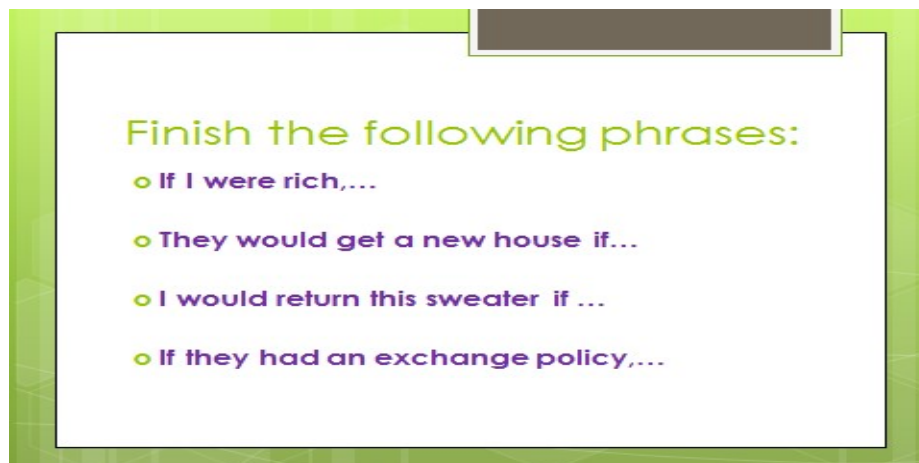 Finish the following phrases:
If I were rich,...
They would get a new house if...
I would return this sweater if ...
If they had an exchange policy,...